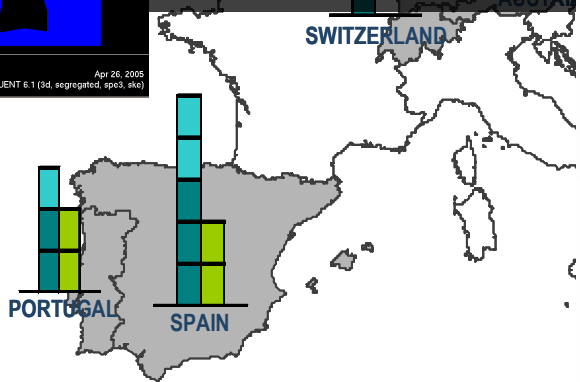 SWITZERLAND
Apr 26, 2005
UENT 6.1 (3d, segregated, spe3, ske)
PORTUGAL
SPAIN